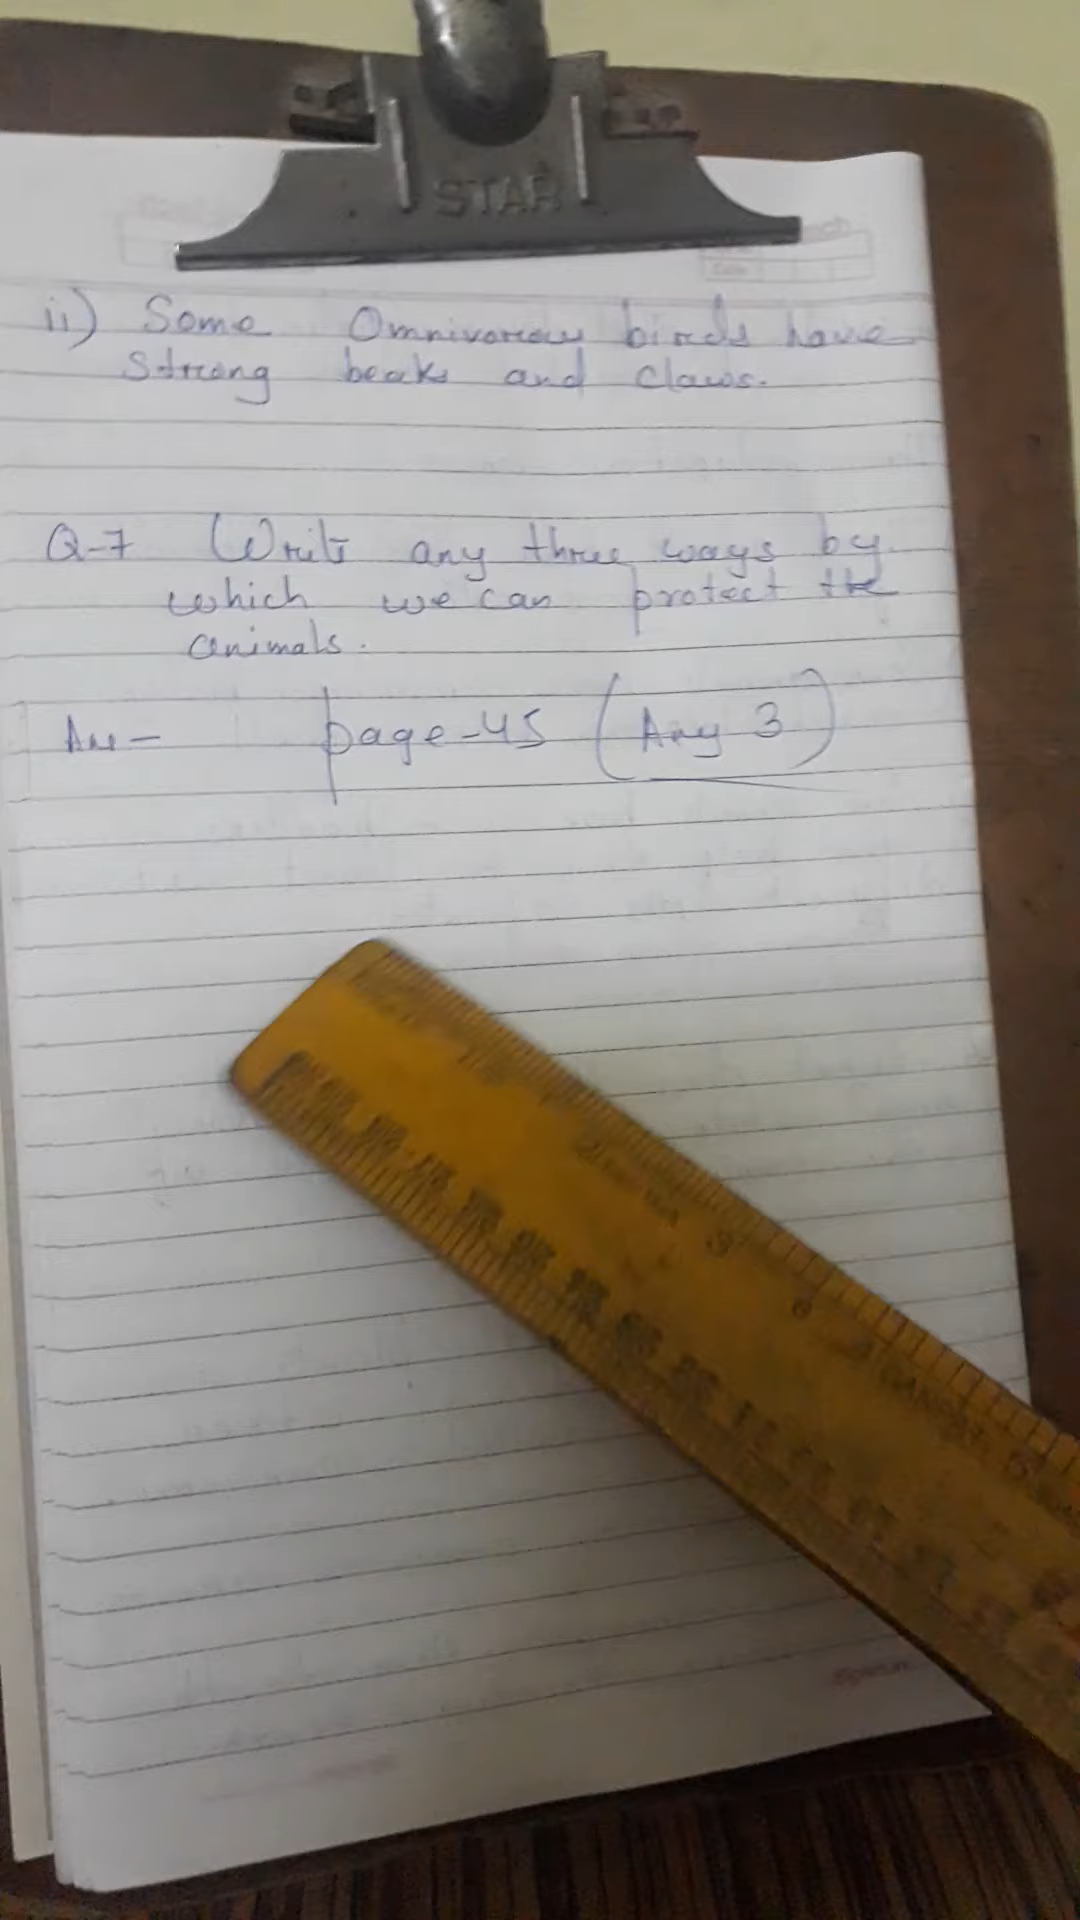 STAR
ii) Some Omnivorous birds have
strong beaks and claws.
Q-7 Write any three ways by
which we can protect the
animals.
Ans- page-45 (Any 3)